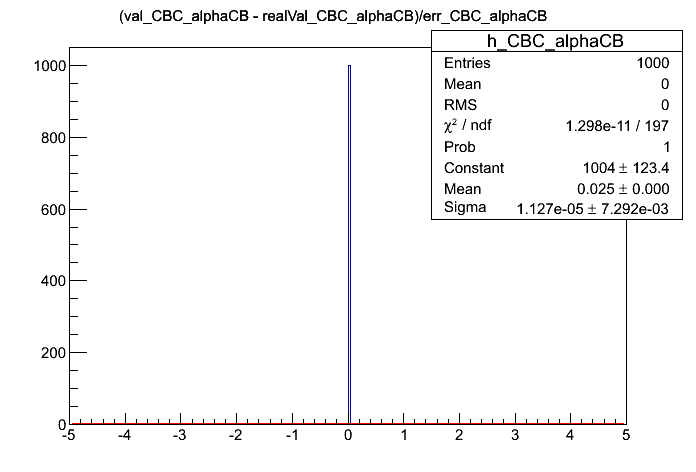 (val_CBC_alphaCB - realVal_CBC_alphaCB)/err_CBC_alphaCB
h_CBC_alphaCB
Entries 1000
Mean 0
RMS 0
χ² / ndf 1.298e-11 / 197
Prob 1
Constant 1004 ± 123.4
Mean 0.025 ± 0.000
Sigma 1.127e-05 ± 7.292e-03
1000
800
600
400
200
0
-5 -4 -3 -2 -1 0 1 2 3 4 5